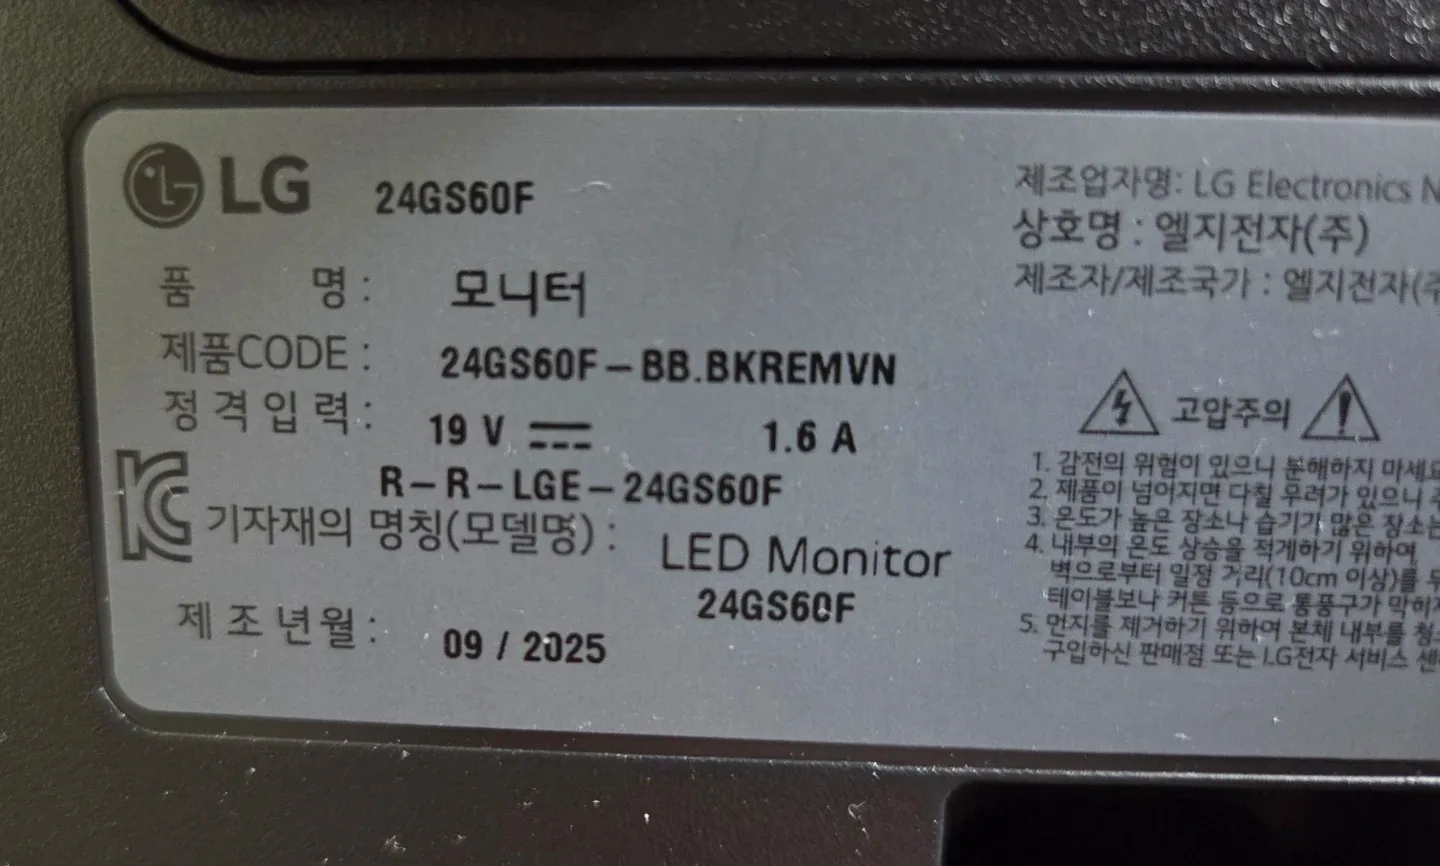 LG 24GS60F
품 명 : 모니터
제품CODE : 24GS60F-BB.BKREMVN
정격입력 : 19 V 1.6 A
R-R-LGE-24GS60F
기자재의 명칭(모델명) : LED Monitor
24GS60F
제조년월 : 09 / 2025
제조업자명: LG Electronics N
상호명 : 엘지전자(주)
제조자/제조국가 : 엘지전자(주
고압주의
1. 감전의 위험이 있으니 분해하지 마세요
2. 제품이 넘어지면 다칠 우려가 있으니
3. 온도가 높은 장소나 습기가 많은 장소는
4. 내부의 온도 상승을 적게하기 위하여
벽으로부터 일정 거리(10cm 이상)를
테이블보나 커튼 등으로 통풍구가 막히지
5. 먼지를 제거하기 위하여 본체 내부를
구입하신 판매점 또는 LG전자 서비스 센